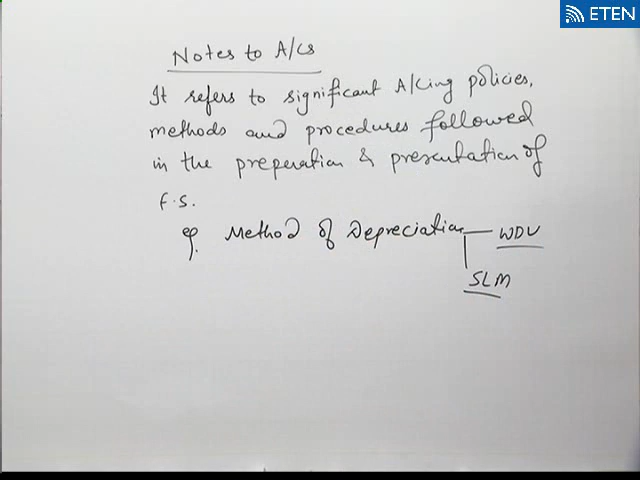 ETEN
Notes to A/cs
It refers to significant A/cing policies,
methods and procedures followed
in the preperation & presentation of
F.S.
eg. Method of Depreciation — WDV
SLM